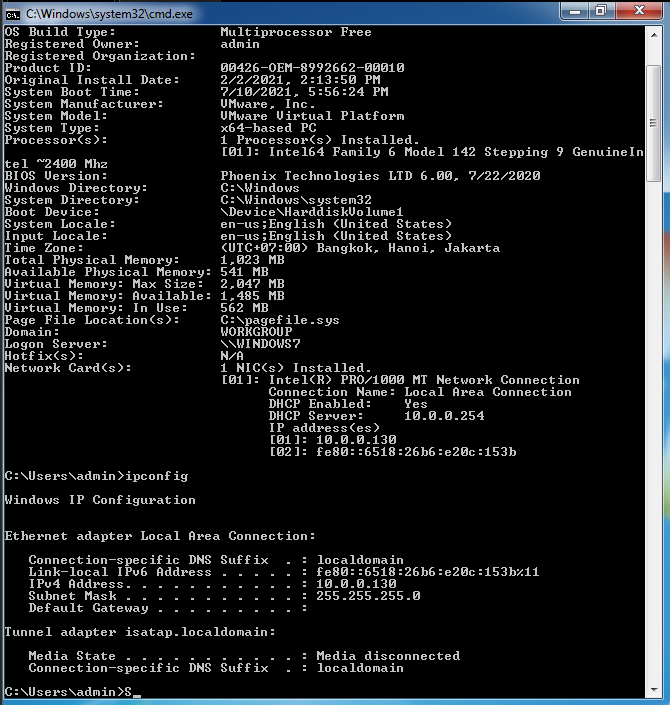 C:\Windows\system32\cmd.exe
OS Build Type:             Multiprocessor Free
Registered Owner:          admin
Registered Organization:
Product ID:                00426-OEM-8992662-00010
Original Install Date:     2/2/2021, 2:13:50 PM
System Boot Time:          7/10/2021, 5:56:24 PM
System Manufacturer:       VMware, Inc.
System Model:              VMware Virtual Platform
System Type:               x64-based PC
Processor(s):              1 Processor(s) Installed.
                           [01]: Intel64 Family 6 Model 142 Stepping 9 GenuineIn
tel ~2400 Mhz
BIOS Version:              Phoenix Technologies LTD 6.00, 7/22/2020
Windows Directory:         C:\Windows
System Directory:          C:\Windows\system32
Boot Device:               \Device\HarddiskVolume1
System Locale:             en-us;English (United States)
Input Locale:              en-us;English (United States)
Time Zone:                 (UTC+07:00) Bangkok, Hanoi, Jakarta
Total Physical Memory:     1,023 MB
Available Physical Memory: 541 MB
Virtual Memory: Max Size:  2,047 MB
Virtual Memory: Available: 1,485 MB
Virtual Memory: In Use:    562 MB
Page File Location(s):     C:\pagefile.sys
Domain:                    WORKGROUP
Logon Server:              \\WINDOWS7
Hotfix(s):                 N/A
Network Card(s):           1 NIC(s) Installed.
                           [01]: Intel(R) PRO/1000 MT Network Connection
                                 Connection Name: Local Area Connection
                                 DHCP Enabled:    Yes
                                 DHCP Server:     10.0.0.254
                                 IP address(es)
                                 [01]: 10.0.0.130
                                 [02]: fe80::6518:26b6:e20c:153b
C:\Users\admin>ipconfig
Windows IP Configuration
Ethernet adapter Local Area Connection:
   Connection-specific DNS Suffix  . : localdomain
   Link-local IPv6 Address . . . . . : fe80::6518:26b6:e20c:153b%11
   IPv4 Address. . . . . . . . . . . : 10.0.0.130
   Subnet Mask . . . . . . . . . . . : 255.255.255.0
   Default Gateway . . . . . . . . . :
Tunnel adapter isatap.localdomain:
   Media State . . . . . . . . . . . : Media disconnected
   Connection-specific DNS Suffix  . : localdomain
C:\Users\admin>S_